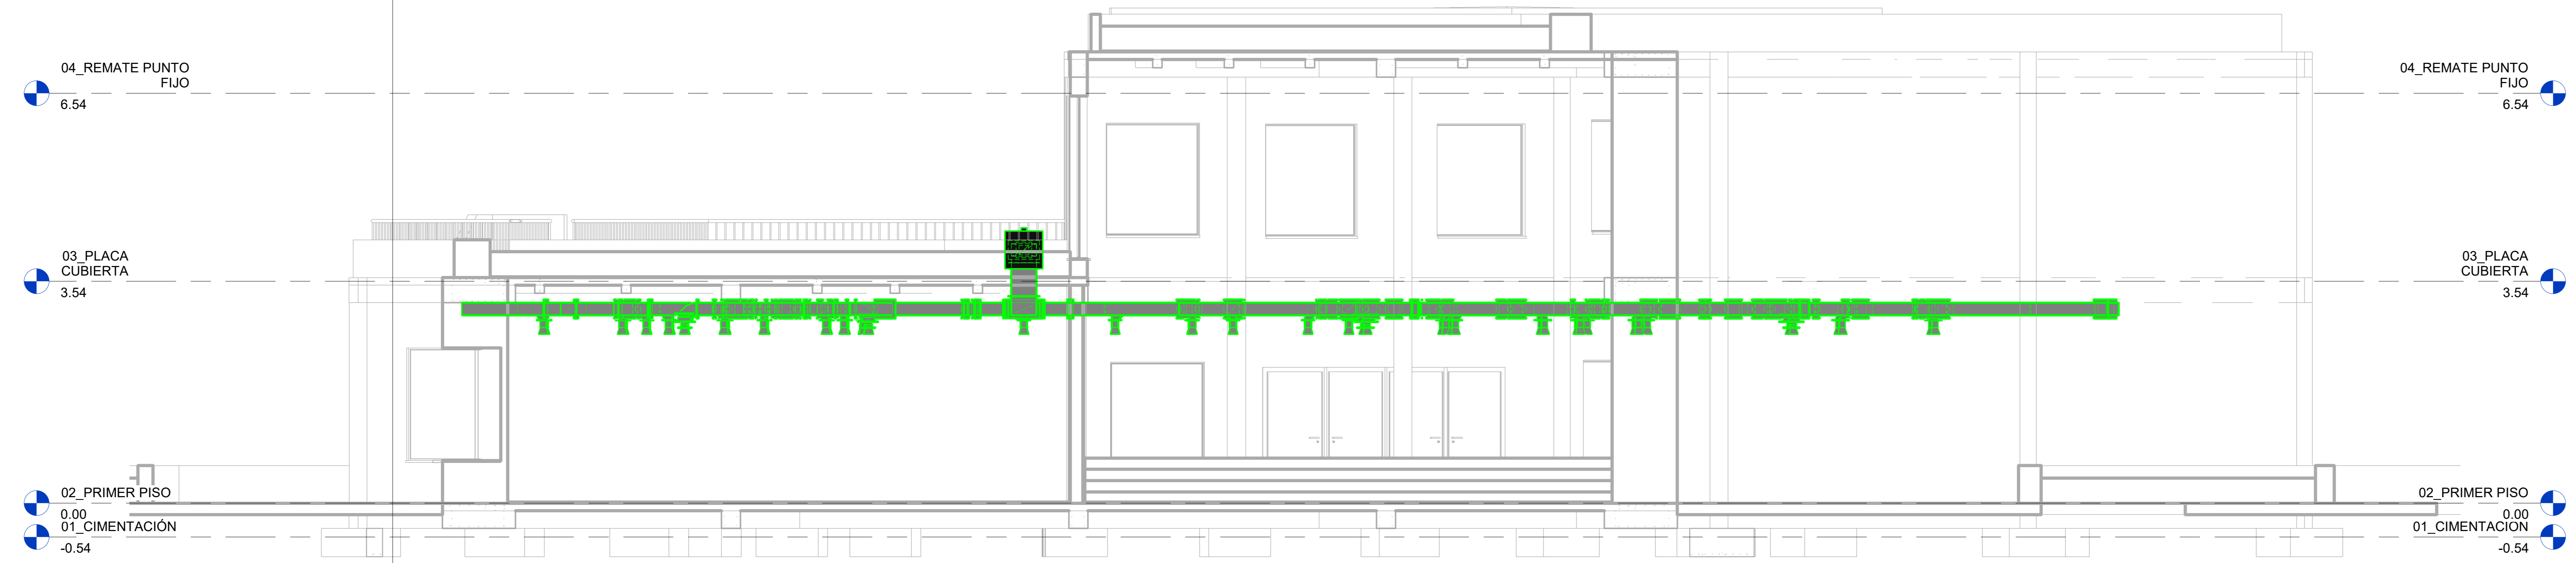 04_REMATE PUNTO
FIJO
6.54
04_REMATE PUNTO
FIJO
6.54
03_PLACA
CUBIERTA
3.54
03_PLACA
CUBIERTA
3.54
02_PRIMER PISO
0.00
02_PRIMER PISO
0.00
01_CIMENTACIÓN
-0.54
01_CIMENTACIÓN
-0.54